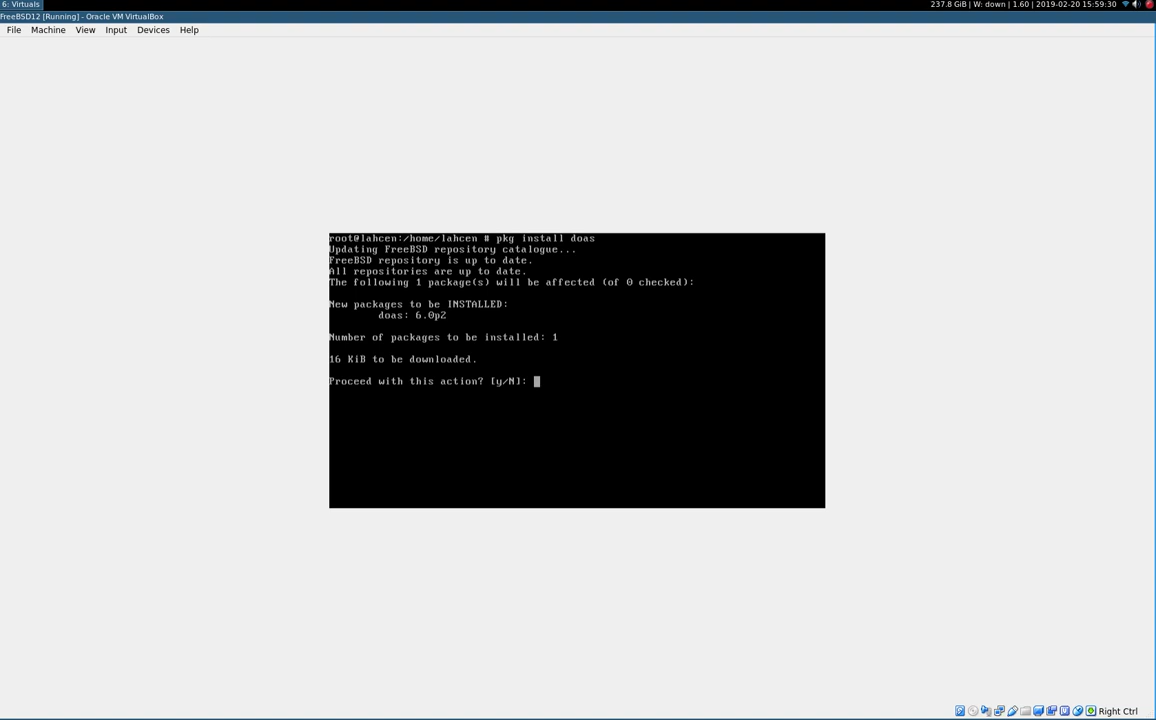 6: Virtuals
237.8 GiB | W: down | 1.60 | 2019-02-20 15:59:30
FreeBSD12 [Running] - Oracle VM VirtualBox
File Machine View Input Devices Help
root@lahcen:/home/lahcen # pkg install doas
Updating FreeBSD repository catalogue...
FreeBSD repository is up to date.
All repositories are up to date.
The following 1 package(s) will be affected (of 0 checked):
New packages to be INSTALLED:
doas: 6.0p2
Number of packages to be installed: 1
16 KiB to be downloaded.
Proceed with this action? [y/N]:
Right Ctrl